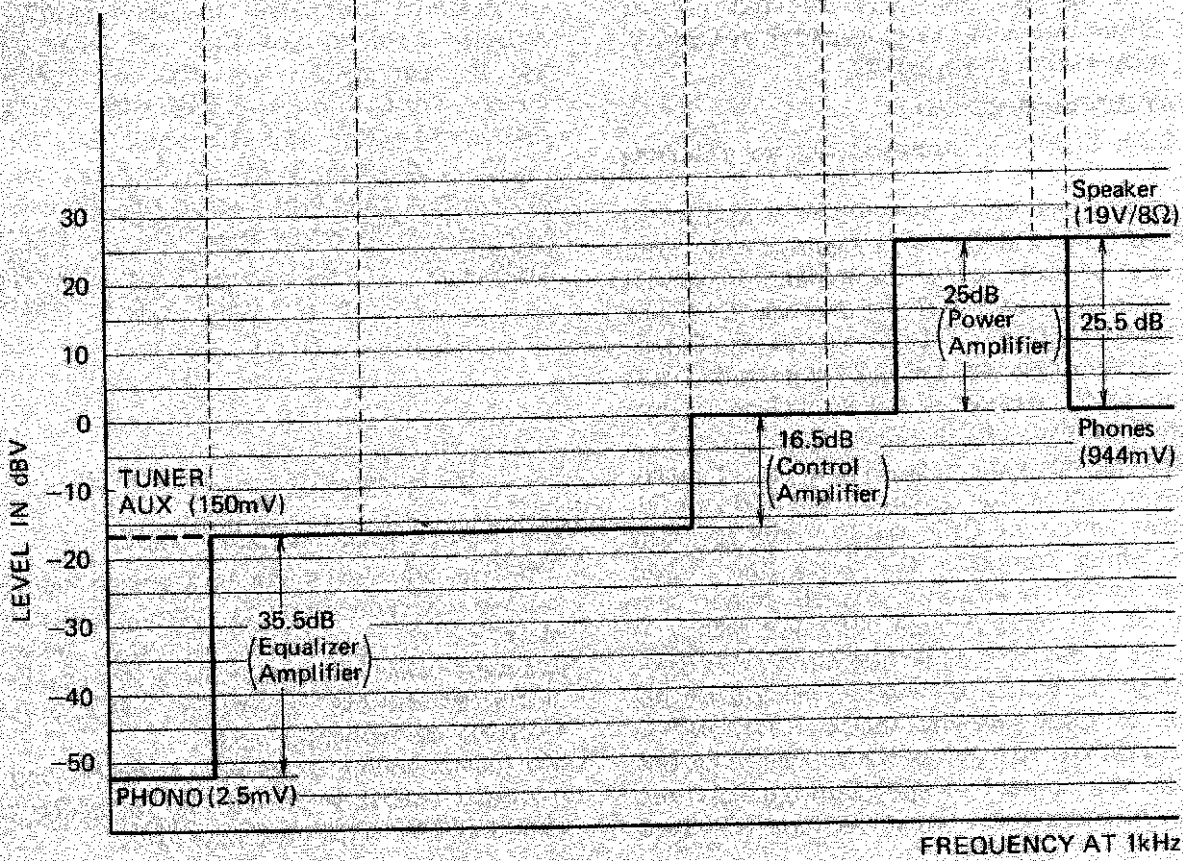 30
20
10
0
-10
-20
-30
-40
-50
LEVEL IN dBV
TUNER
AUX (150mV)
PHONO (2.5mV)
35.5dB
(Equalizer
Amplifier)
16.5dB
(Control
Amplifier)
25dB
(Power
Amplifier)
25.5 dB
Speaker
(19V/8Ω)
Phones
(944mV)
FREQUENCY AT 1kHz